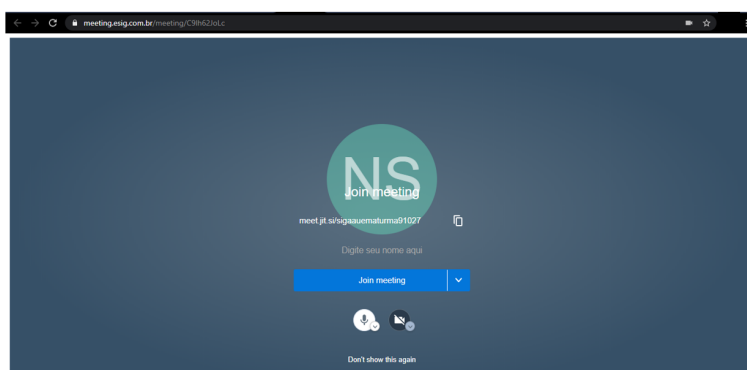 meeting.esig.com.br/meeting/C9lh62JoLc
NS
Join meeting
meet.jit.si/sigaauematurma91027
Digite seu nome aqui
Join meeting
Don't show this again